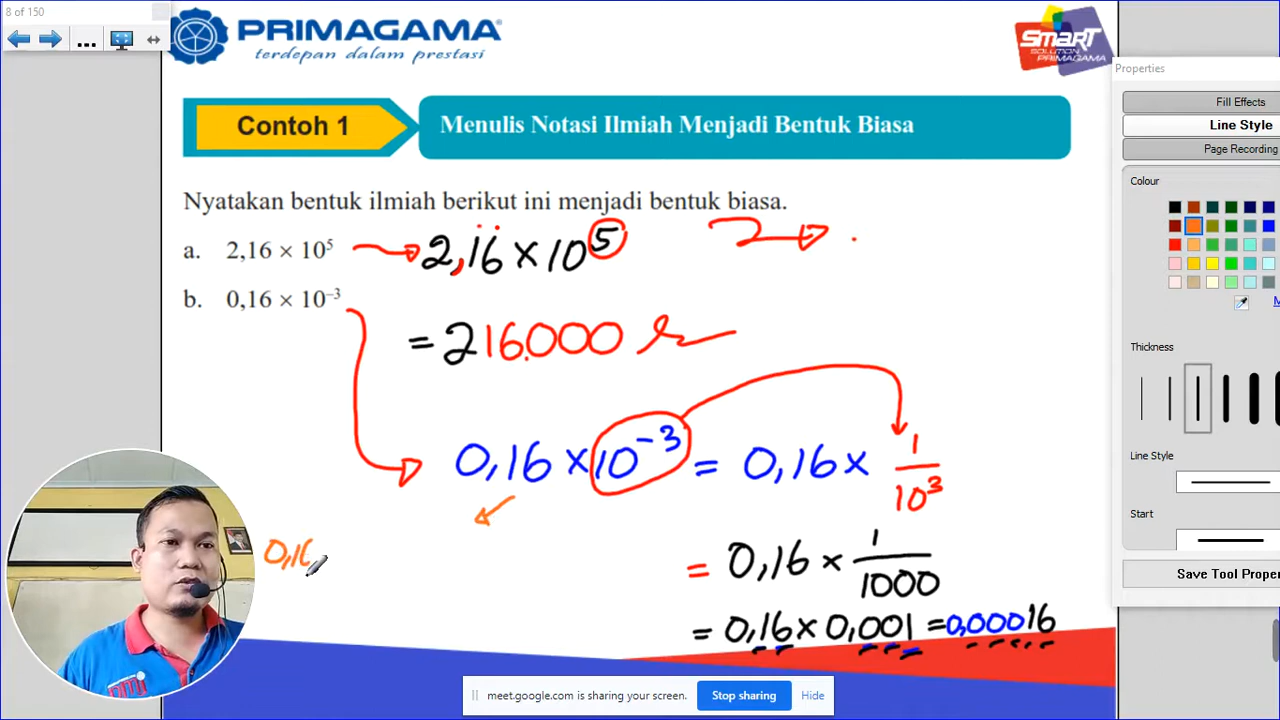 8 of 150
PRIMAGAMA
terdepan dalam prestasi
SMART
SOLUTION
PRIMAGAMA
Properties
Fill Effects
Line Style
Page Recording
Contoh 1
Menulis Notasi Ilmiah Menjadi Bentuk Biasa
Colour
Nyatakan bentuk ilmiah berikut ini menjadi bentuk biasa.
a. 2,16 × 10⁵
2,16×10⁵
b. 0,16 × 10⁻³
= 216.000
Thickness
0,16×10⁻³ = 0,16× 1/10³
Line Style
Start
0,16
= 0,16 × 1/1000
= 0,16 × 0,001 = 0,00016
Save Tool Proper
meet.google.com is sharing your screen.
Stop sharing
Hide